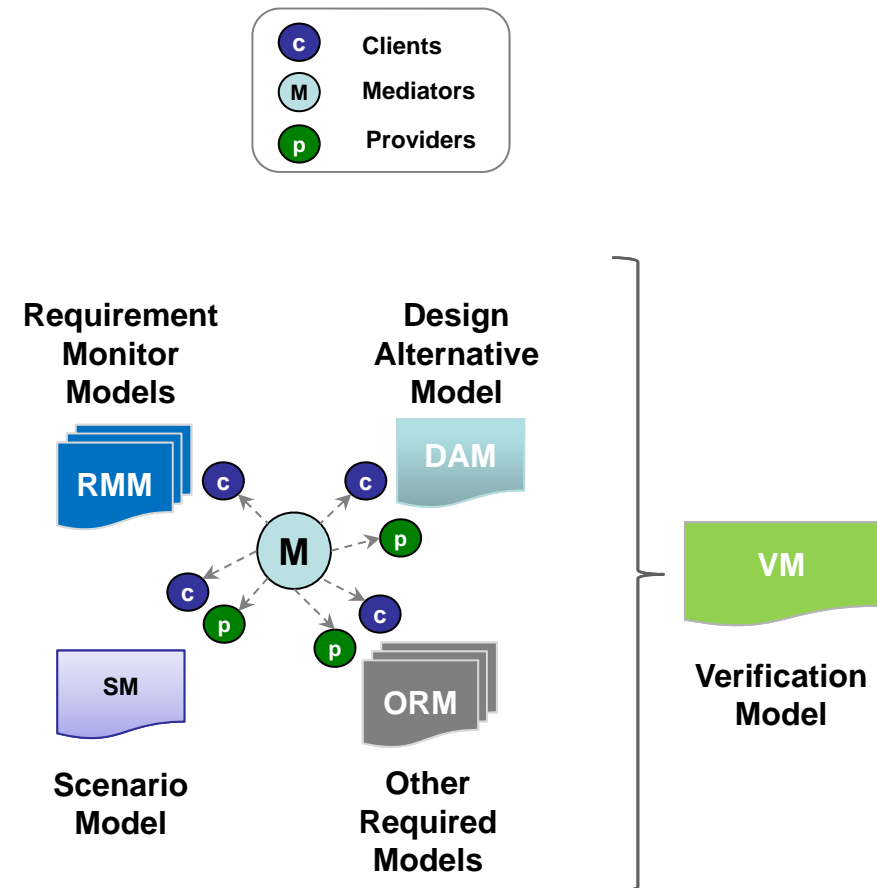 c Clients
M Mediators
p Providers
Requirement
Monitor
Models
Design
Alternative
Model
RMM
DAM
c
c
p
M
VM
c
p
c
p
SM
ORM
Verification
Model
Scenario
Model
Other
Required
Models